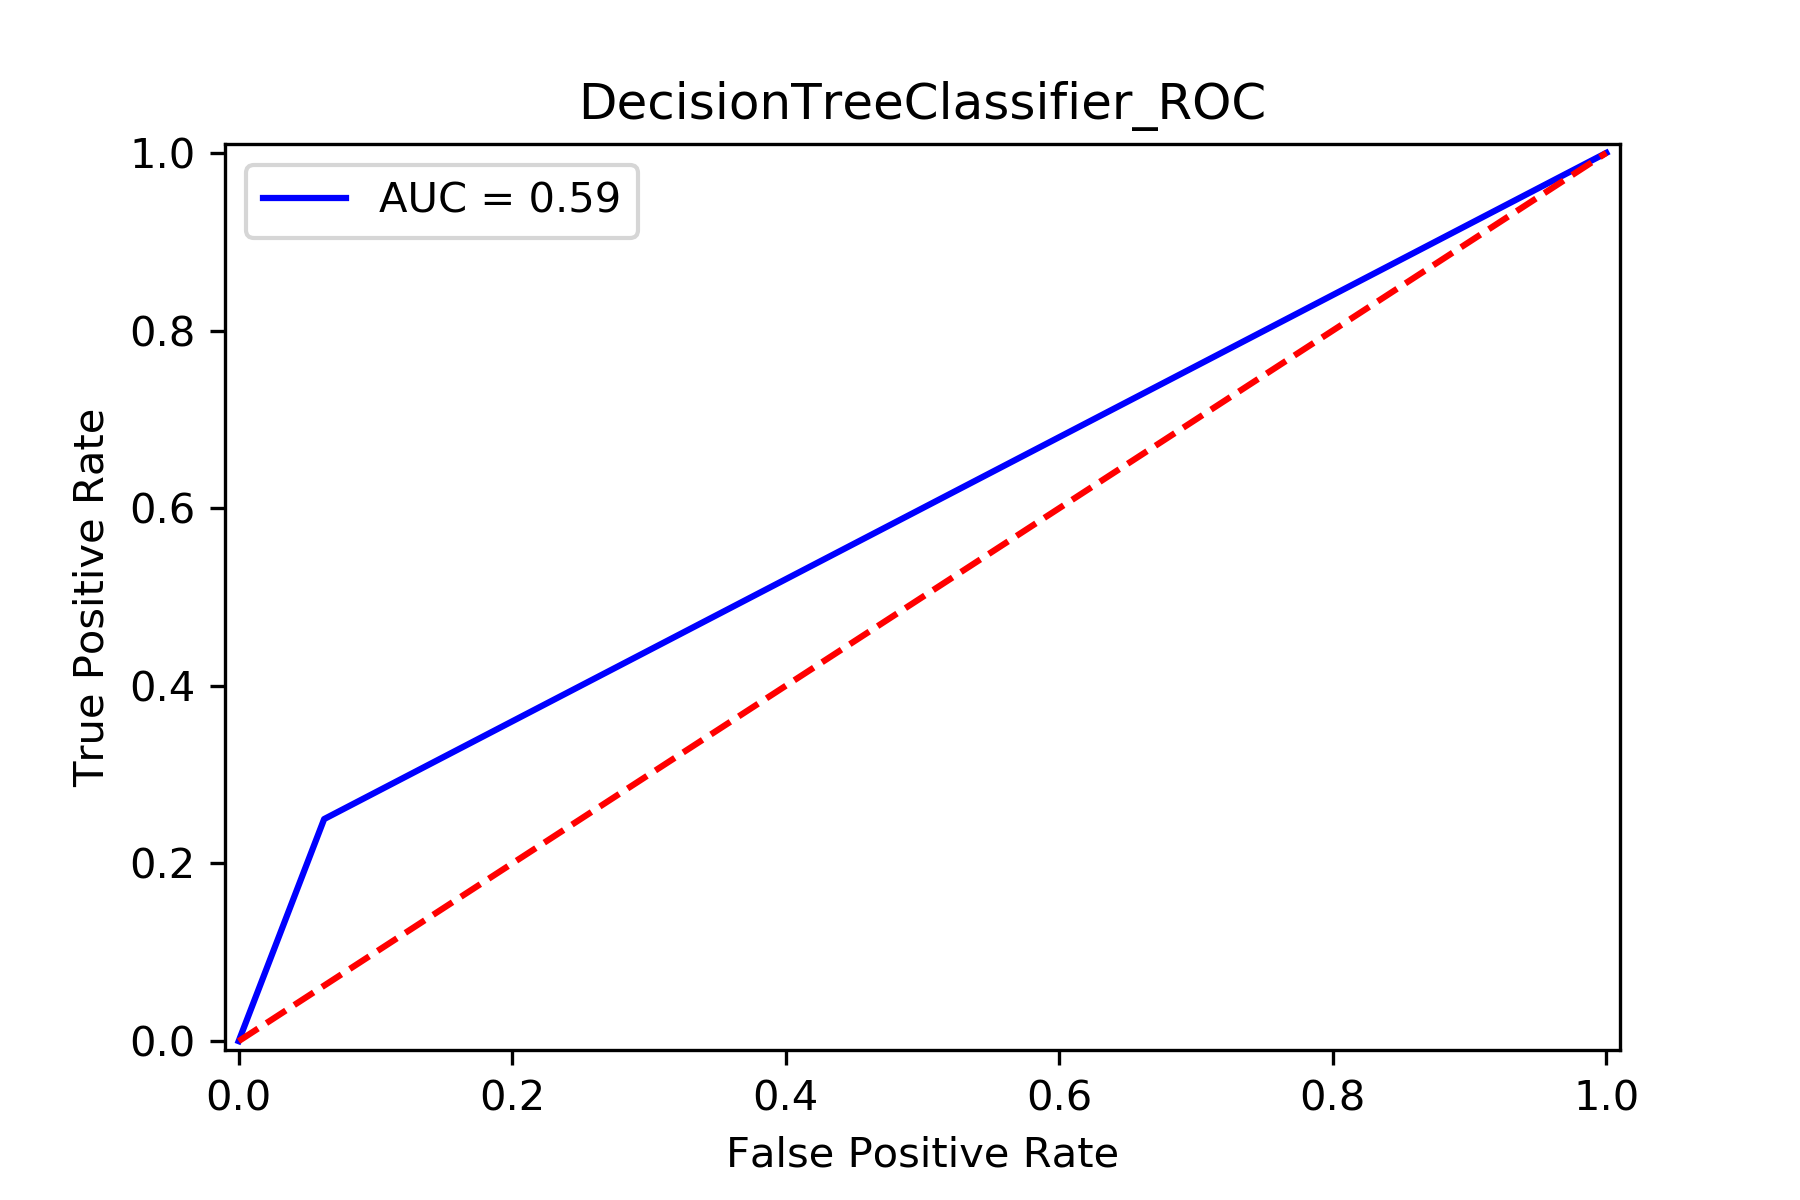 DecisionTreeClassifier_ROC
AUC = 0.59
True Positive Rate
1.0
0.8
0.6
0.4
0.2
0.0
0.0 0.2 0.4 0.6 0.8 1.0
False Positive Rate